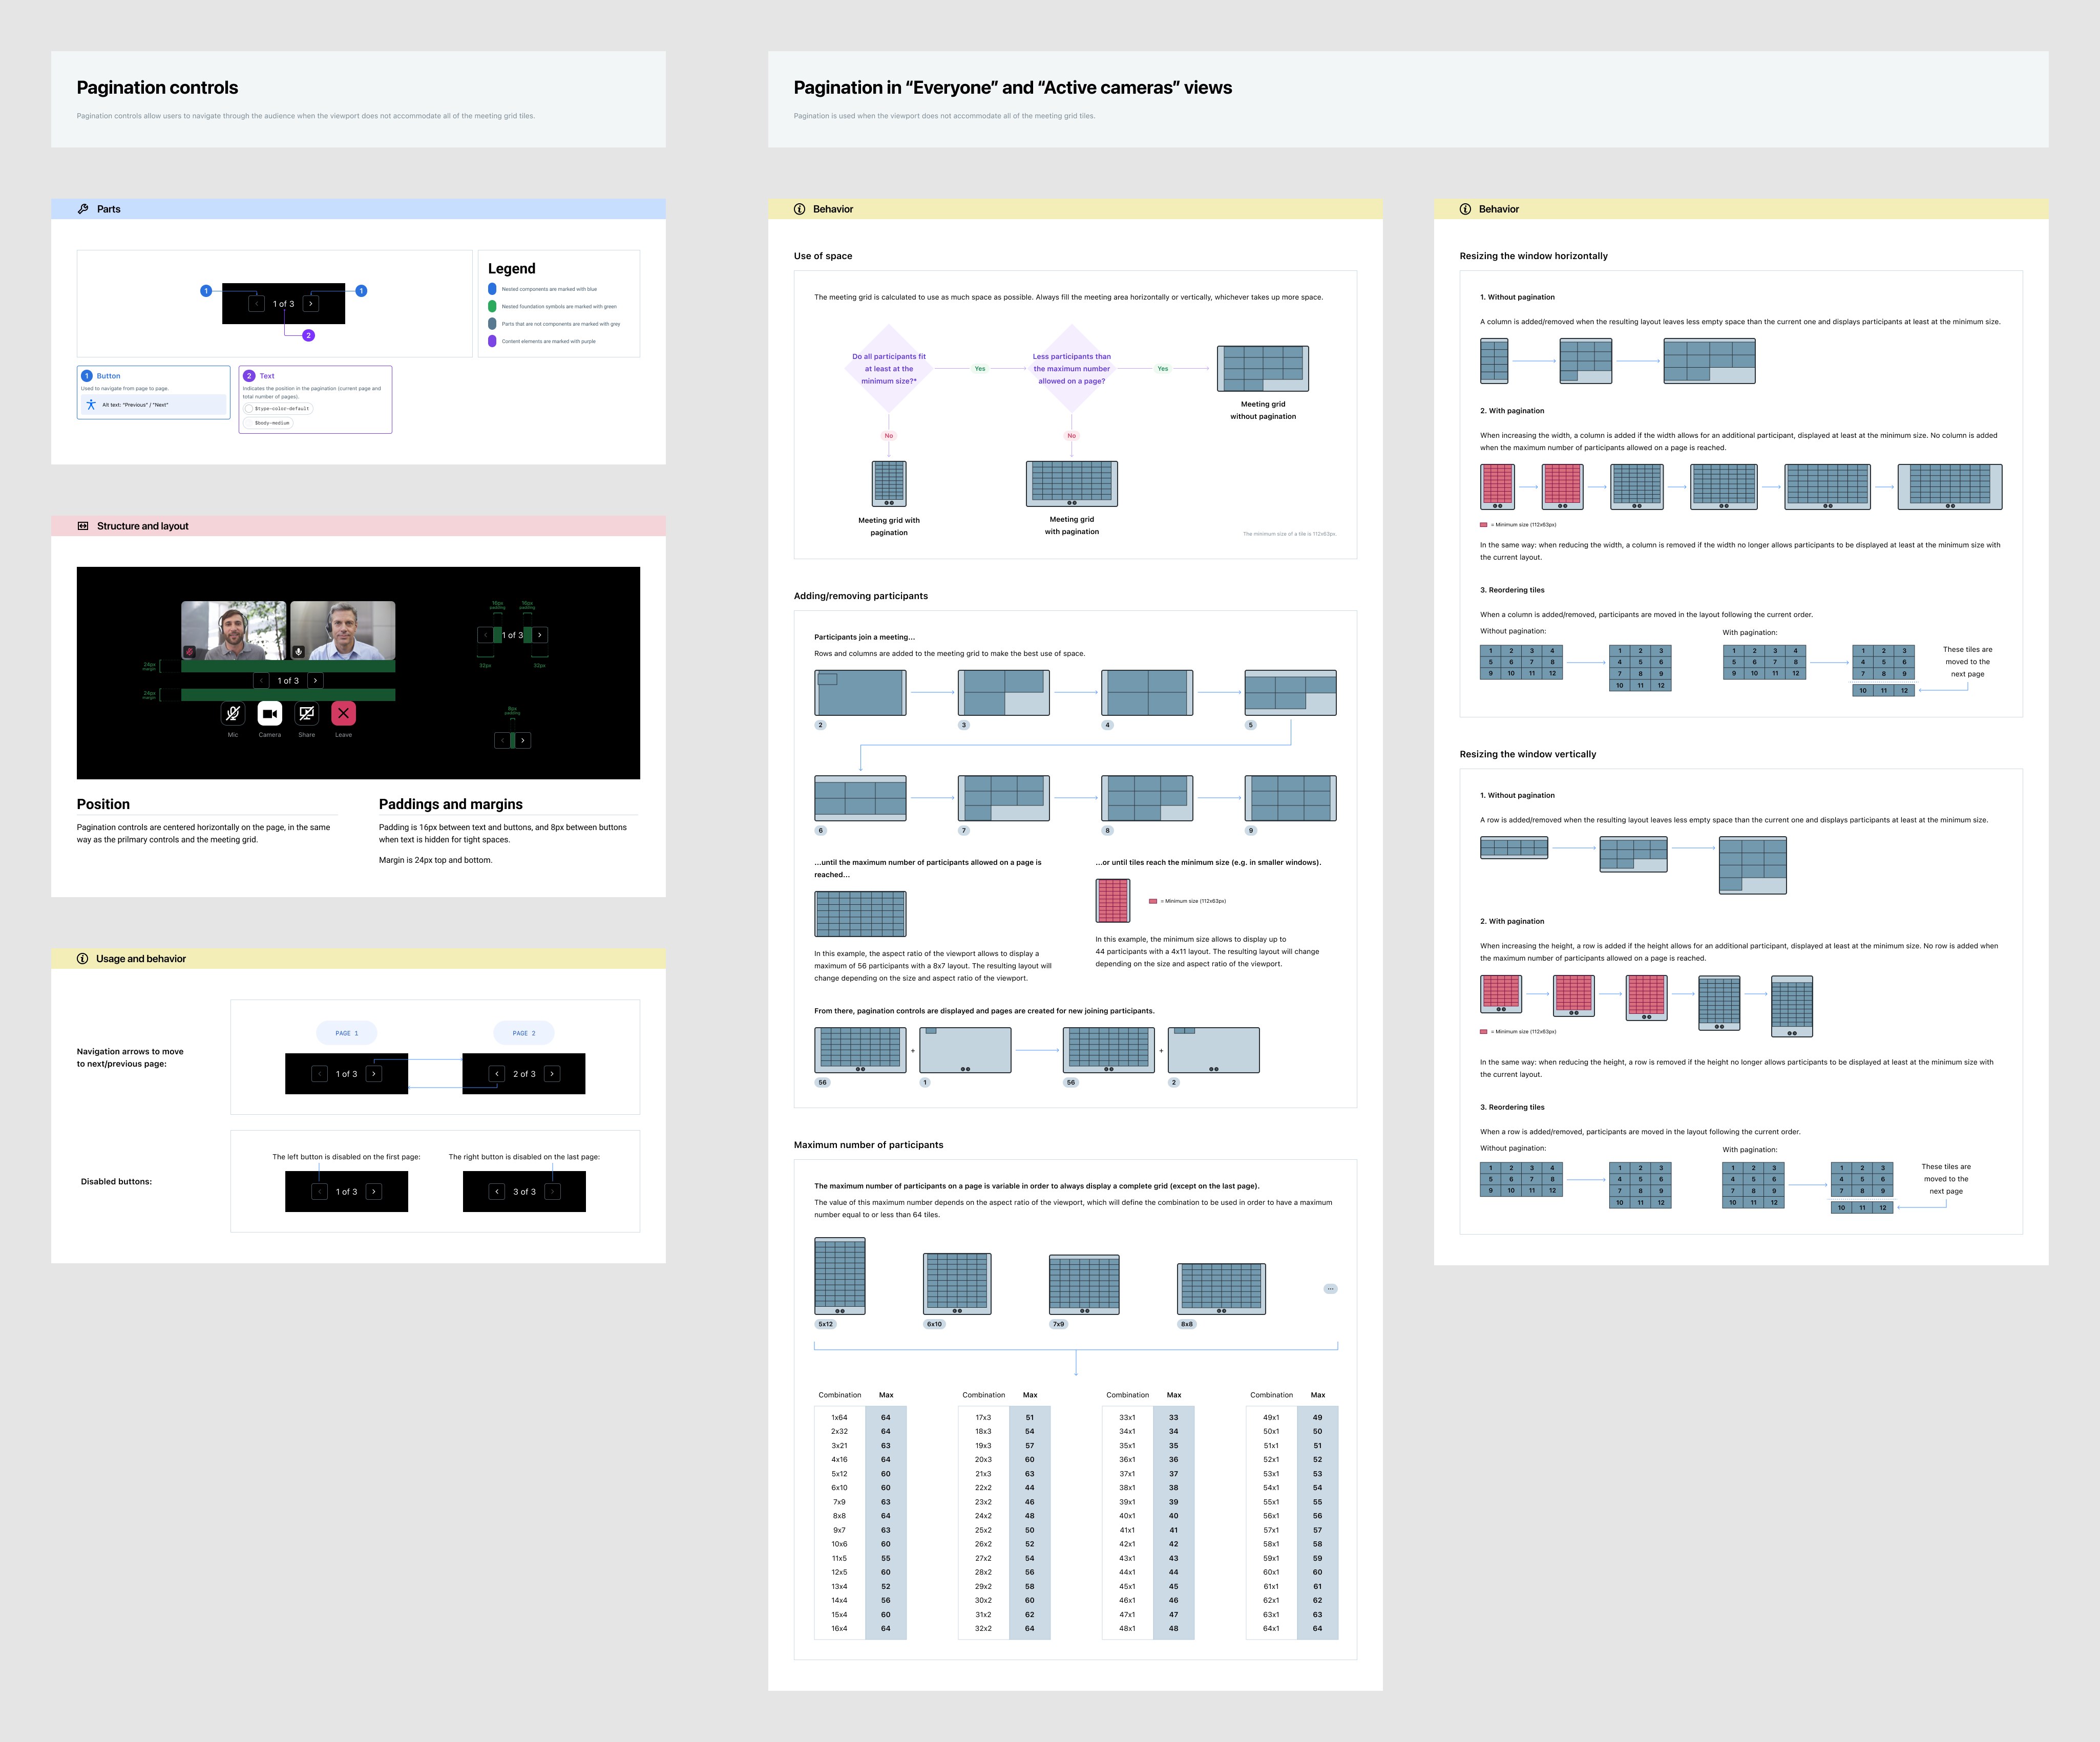 Pagination controls
Pagination controls allow users to navigate through the audience when the viewport does not accommodate all of the meeting grid tiles.
Parts
1
1 of 3
1
2
Legend
Nested components are marked with blue
Nested foundation symbols are marked with green
Parts that are not components are marked with grey
Content elements are marked with purple
1 Button
Used to navigate from page to page.
Alt text: "Previous" / "Next"
2 Text
Indicates the position in the pagination (current page and
total number of pages).
$type-color-default
$body-medium
Structure and layout
24px
margin
1 of 3
24px
margin
Mic Camera Share Leave
16px
padding
16px
padding
1 of 3
32px 32px
8px
padding
Position
Pagination controls are centered horizontally on the page, in the same
way as the prilmary controls and the meeting grid.
Paddings and margins
Padding is 16px between text and buttons, and 8px between buttons
when text is hidden for tight spaces.
Margin is 24px top and bottom.
Usage and behavior
Navigation arrows to move
to next/previous page:
PAGE 1 PAGE 2
1 of 3 2 of 3
Disabled buttons:
The left button is disabled on the first page: The right button is disabled on the last page:
1 of 3 3 of 3
Pagination in “Everyone” and “Active cameras” views
Pagination is used when the viewport does not accommodate all of the meeting grid tiles.
Behavior
Use of space
The meeting grid is calculated to use as much space as possible. Always fill the meeting area horizontally or vertically, whichever takes up more space.
Do all participants fit
at least at the
minimum size?*
Yes
Less participants than
the maximum number
allowed on a page?
Yes
Meeting grid
without pagination
No No
Meeting grid with
pagination
Meeting grid
with pagination
The minimum size of a tile is 112x63px.
Adding/removing participants
Participants join a meeting...
Rows and columns are added to the meeting grid to make the best use of space.
2 3 4 5
6 7 8 9
...until the maximum number of participants allowed on a page is
reached...
In this example, the aspect ratio of the viewport allows to display a
maximum of 56 participants with a 8x7 layout. The resulting layout will
change depending on the size and aspect ratio of the viewport.
...or until tiles reach the minimum size (e.g. in smaller windows).
= Minimum size (112x63px)
In this example, the minimum size allows to display up to
44 participants with a 4x11 layout. The resulting layout will change
depending on the size and aspect ratio of the viewport.
From there, pagination controls are displayed and pages are created for new joining participants.
+ +
56 1 56 2
Maximum number of participants
The maximum number of participants on a page is variable in order to always display a complete grid (except on the last page).
The value of this maximum number depends on the aspect ratio of the viewport, which will define the combination to be used in order to have a maximum
number equal to or less than 64 tiles.
...
5x12 6x10 7x9 8x8
Combination Max Combination Max Combination Max Combination Max
1x64 64 17x3 51 33x1 33 49x1 49
2x32 64 18x3 54 34x1 34 50x1 50
3x21 63 19x3 57 35x1 35 51x1 51
4x16 64 20x3 60 36x1 36 52x1 52
5x12 60 21x3 63 37x1 37 53x1 53
6x10 60 22x2 44 38x1 38 54x1 54
7x9 63 23x2 46 39x1 39 55x1 55
8x8 64 24x2 48 40x1 40 56x1 56
9x7 63 25x2 50 41x1 41 57x1 57
10x6 60 26x2 52 42x1 42 58x1 58
11x5 55 27x2 54 43x1 43 59x1 59
12x5 60 28x2 56 44x1 44 60x1 60
13x4 52 29x2 58 45x1 45 61x1 61
14x4 56 30x2 60 46x1 46 62x1 62
15x4 60 31x2 62 47x1 47 63x1 63
16x4 64 32x2 64 48x1 48 64x1 64
Behavior
Resizing the window horizontally
1. Without pagination
A column is added/removed when the resulting layout leaves less empty space than the current one and displays participants at least at the minimum size.
2. With pagination
When increasing the width, a column is added if the width allows for an additional participant, displayed at least at the minimum size. No column is added
when the maximum number of participants allowed on a page is reached.
= Minimum size (112x63px)
In the same way: when reducing the width, a column is removed if the width no longer allows participants to be displayed at least at the minimum size with
the current layout.
3. Reordering tiles
When a column is added/removed, participants are moved in the layout following the current order.
Without pagination:
1 2 3 4
5 6 7 8
9 10 11 12
1 2 3
4 5 6
7 8 9
10 11 12
With pagination:
1 2 3 4
5 6 7 8
9 10 11 12
1 2 3
4 5 6
7 8 9
10 11 12
These tiles are
moved to the
next page
Resizing the window vertically
1. Without pagination
A row is added/removed when the resulting layout leaves less empty space than the current one and displays participants at least at the minimum size.
2. With pagination
When increasing the height, a row is added if the height allows for an additional participant, displayed at least at the minimum size. No row is added when
the maximum number of participants allowed on a page is reached.
= Minimum size (112x63px)
In the same way: when reducing the height, a row is removed if the height no longer allows participants to be displayed at least at the minimum size with
the current layout.
3. Reordering tiles
When a row is added/removed, participants are moved in the layout following the current order.
Without pagination:
1 2 3 4
5 6 7 8
9 10 11 12
1 2 3
4 5 6
7 8 9
10 11 12
With pagination:
1 2 3
4 5 6
7 8 9
10 11 12
1 2 3
4 5 6
7 8 9
10 11 12
These tiles are
moved to the
next page